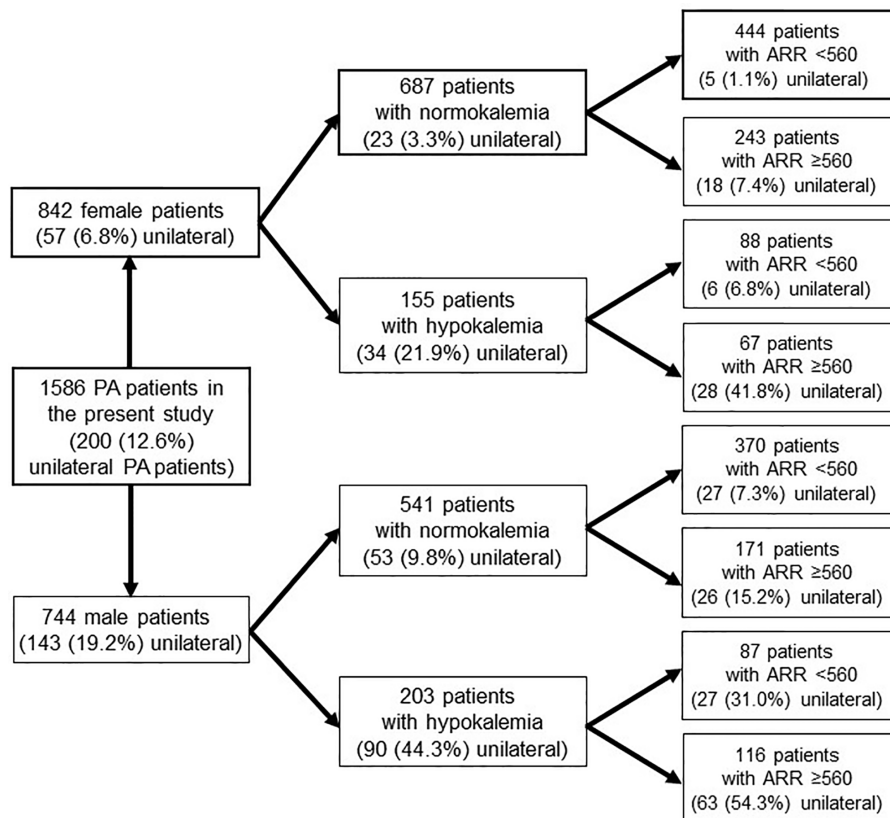 1586 PA patients in
the present study
(200 (12.6%)
unilateral PA patients)
842 female patients
(57 (6.8%) unilateral)
687 patients
with normokalemia
(23 (3.3%) unilateral)
444 patients
with ARR <560
(5 (1.1%) unilateral)
243 patients
with ARR ≥560
(18 (7.4%) unilateral)
155 patients
with hypokalemia
(34 (21.9%) unilateral)
88 patients
with ARR <560
(6 (6.8%) unilateral)
67 patients
with ARR ≥560
(28 (41.8%) unilateral)
744 male patients
(143 (19.2%) unilateral)
541 patients
with normokalemia
(53 (9.8%) unilateral)
370 patients
with ARR <560
(27 (7.3%) unilateral)
171 patients
with ARR ≥560
(26 (15.2%) unilateral)
203 patients
with hypokalemia
(90 (44.3%) unilateral)
87 patients
with ARR <560
(27 (31.0%) unilateral)
116 patients
with ARR ≥560
(63 (54.3%) unilateral)